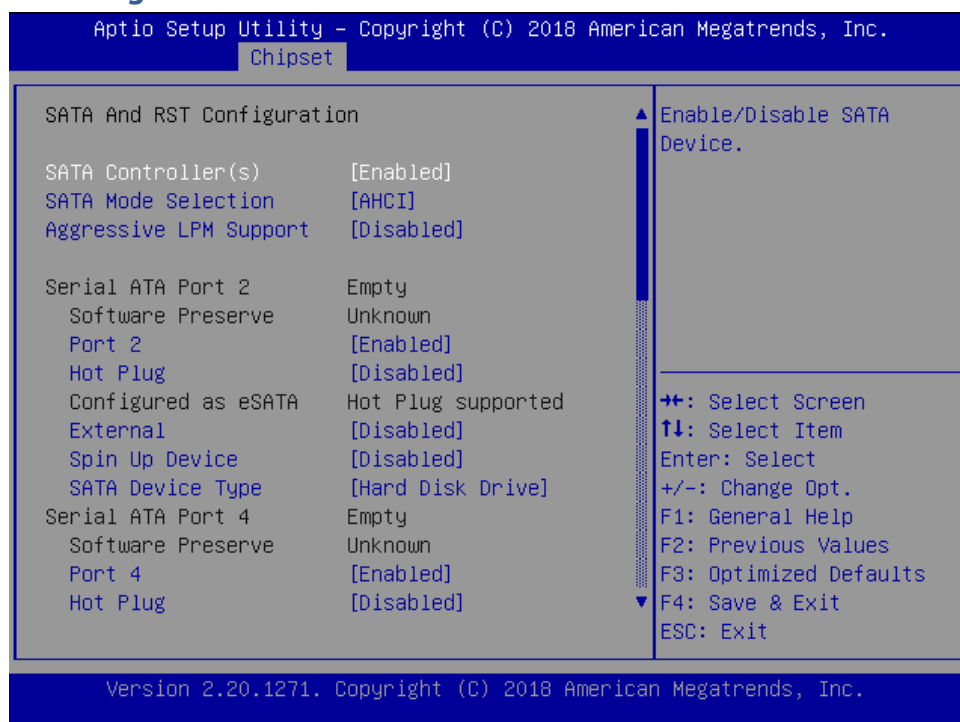 Aptio Setup Utility – Copyright (C) 2018 American Megatrends, Inc.
Chipset
SATA And RST Configuration
SATA Controller(s) [Enabled]
SATA Mode Selection [AHCI]
Aggressive LPM Support [Disabled]
Serial ATA Port 2 Empty
Software Preserve Unknown
Port 2 [Enabled]
Hot Plug [Disabled]
Configured as eSATA Hot Plug supported
External [Disabled]
Spin Up Device [Disabled]
SATA Device Type [Hard Disk Drive]
Serial ATA Port 4 Empty
Software Preserve Unknown
Port 4 [Enabled]
Hot Plug [Disabled]
Enable/Disable SATA
Device.
→←: Select Screen
↑↓: Select Item
Enter: Select
+/-: Change Opt.
F1: General Help
F2: Previous Values
F3: Optimized Defaults
F4: Save & Exit
ESC: Exit
Version 2.20.1271. Copyright (C) 2018 American Megatrends, Inc.